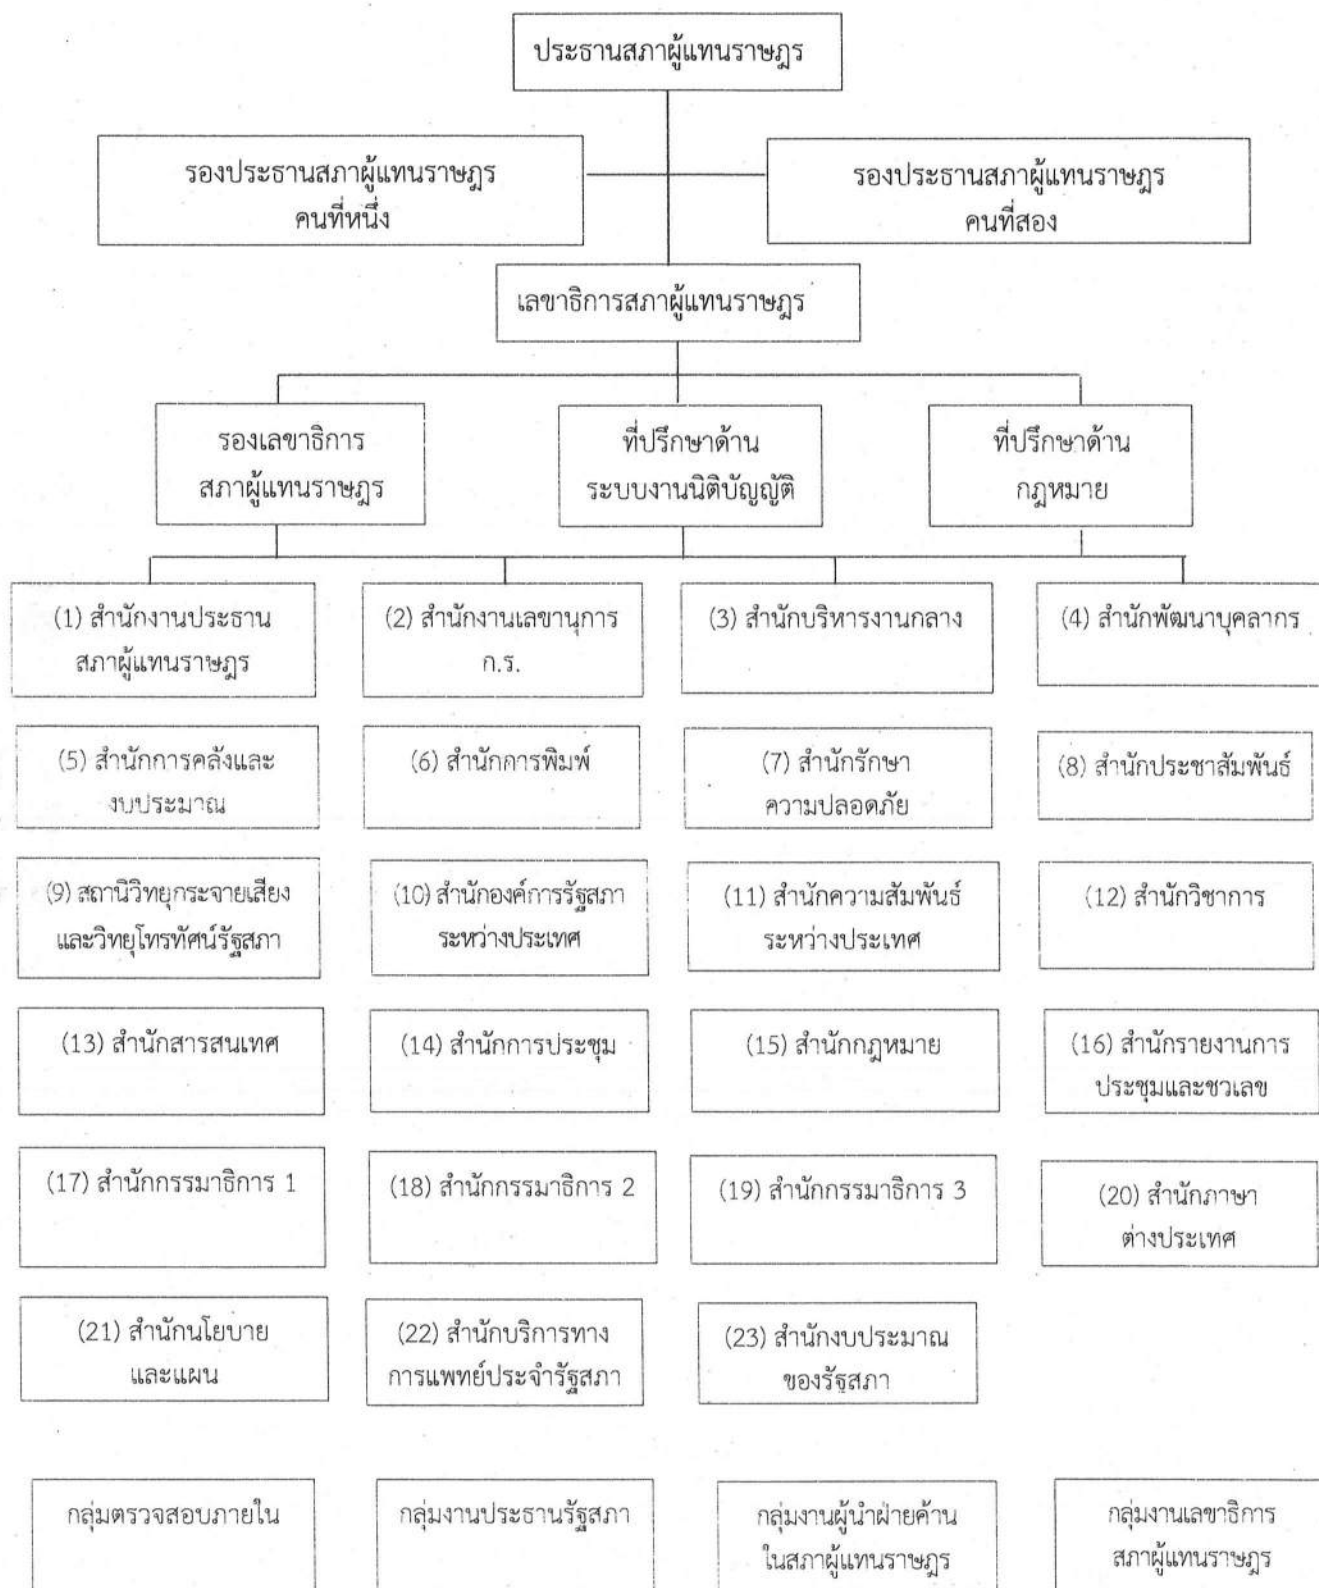 ประธานสภาผู้แทนราษฎร
รองประธานสภาผู้แทนราษฎร
คนที่หนึ่ง
รองประธานสภาผู้แทนราษฎร
คนที่สอง
เลขาธิการสภาผู้แทนราษฎร
รองเลขาธิการ
สภาผู้แทนราษฎร
ที่ปรึกษาด้าน
ระบบงานนิติบัญญัติ
ที่ปรึกษาด้าน
กฎหมาย
(1) สำนักงานประธาน
สภาผู้แทนราษฎร
(2) สำนักงานเลขานุการ
ก.ร.
(3) สำนักบริหารงานกลาง
(4) สำนักพัฒนาบุคลากร
(5) สำนักการคลังและ
งบประมาณ
(6) สำนักการพิมพ์
(7) สำนักรักษา
ความปลอดภัย
(8) สำนักประชาสัมพันธ์
(9) สถานีวิทยุกระจายเสียง
และวิทยุโทรทัศน์รัฐสภา
(10) สำนักองค์การรัฐสภา
ระหว่างประเทศ
(11) สำนักความสัมพันธ์
ระหว่างประเทศ
(12) สำนักวิชาการ
(13) สำนักสารสนเทศ
(14) สำนักการประชุม
(15) สำนักกฎหมาย
(16) สำนักรายงานการ
ประชุมและชวเลข
(17) สำนักกรรมาธิการ 1
(18) สำนักกรรมาธิการ 2
(19) สำนักกรรมาธิการ 3
(20) สำนักภาษา
ต่างประเทศ
(21) สำนักนโยบาย
และแผน
(22) สำนักบริการทาง
การแพทย์ประจำรัฐสภา
(23) สำนักงบประมาณ
ของรัฐสภา
กลุ่มตรวจสอบภายใน
กลุ่มงานประธานรัฐสภา
กลุ่มงานผู้นำฝ่ายค้าน
ในสภาผู้แทนราษฎร
กลุ่มงานเลขาธิการ
สภาผู้แทนราษฎร